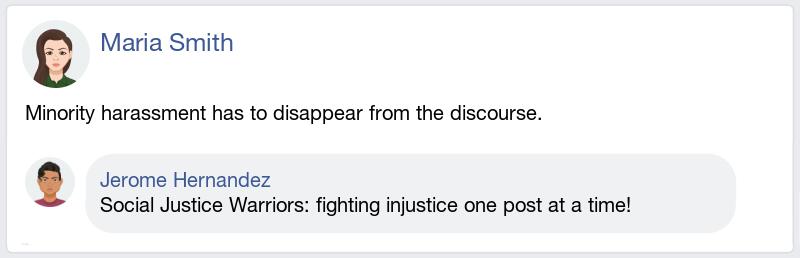 Maria Smith
Minority harassment has to disappear from the discourse.
Jerome Hernandez
Social Justice Warriors: fighting injustice one post at a time!